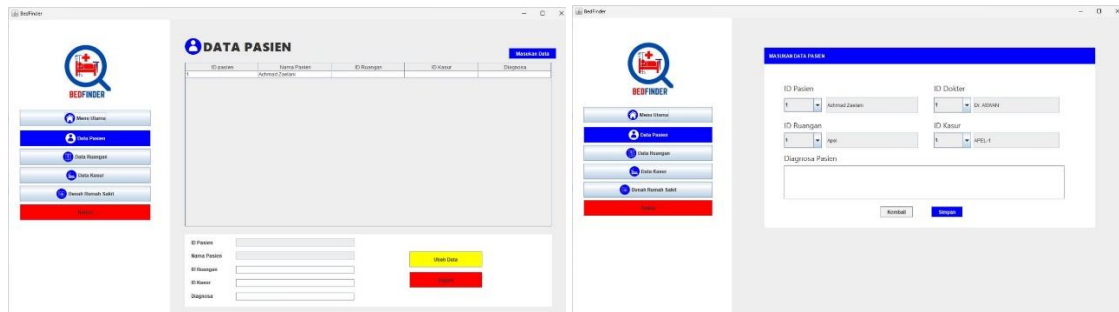 BedFinder
BEDFINDER
Menu Utama
Data Pasien
Data Ruangan
Data Kasur
Denah Rumah Sakit
DATA PASIEN
Masukan Data
ID pasien Nama Pasien ID Ruangan ID Kasur Diagnosa
1 Achmad Zaelani
ID Pasien
Nama Pasien
ID Ruangan
ID Kasur
Diagnosa
Ubah Data
BedFinder
BEDFINDER
Menu Utama
Data Pasien
Data Ruangan
Data Kasur
Denah Rumah Sakit
MASUKAN DATA PASIEN
ID Pasien ID Dokter
1 Achmad Zaelani 1 Dr. ADWAN
ID Ruangan ID Kasur
1 Apel 1 APEL-1
Diagnosa Pasien
Kembali Simpan